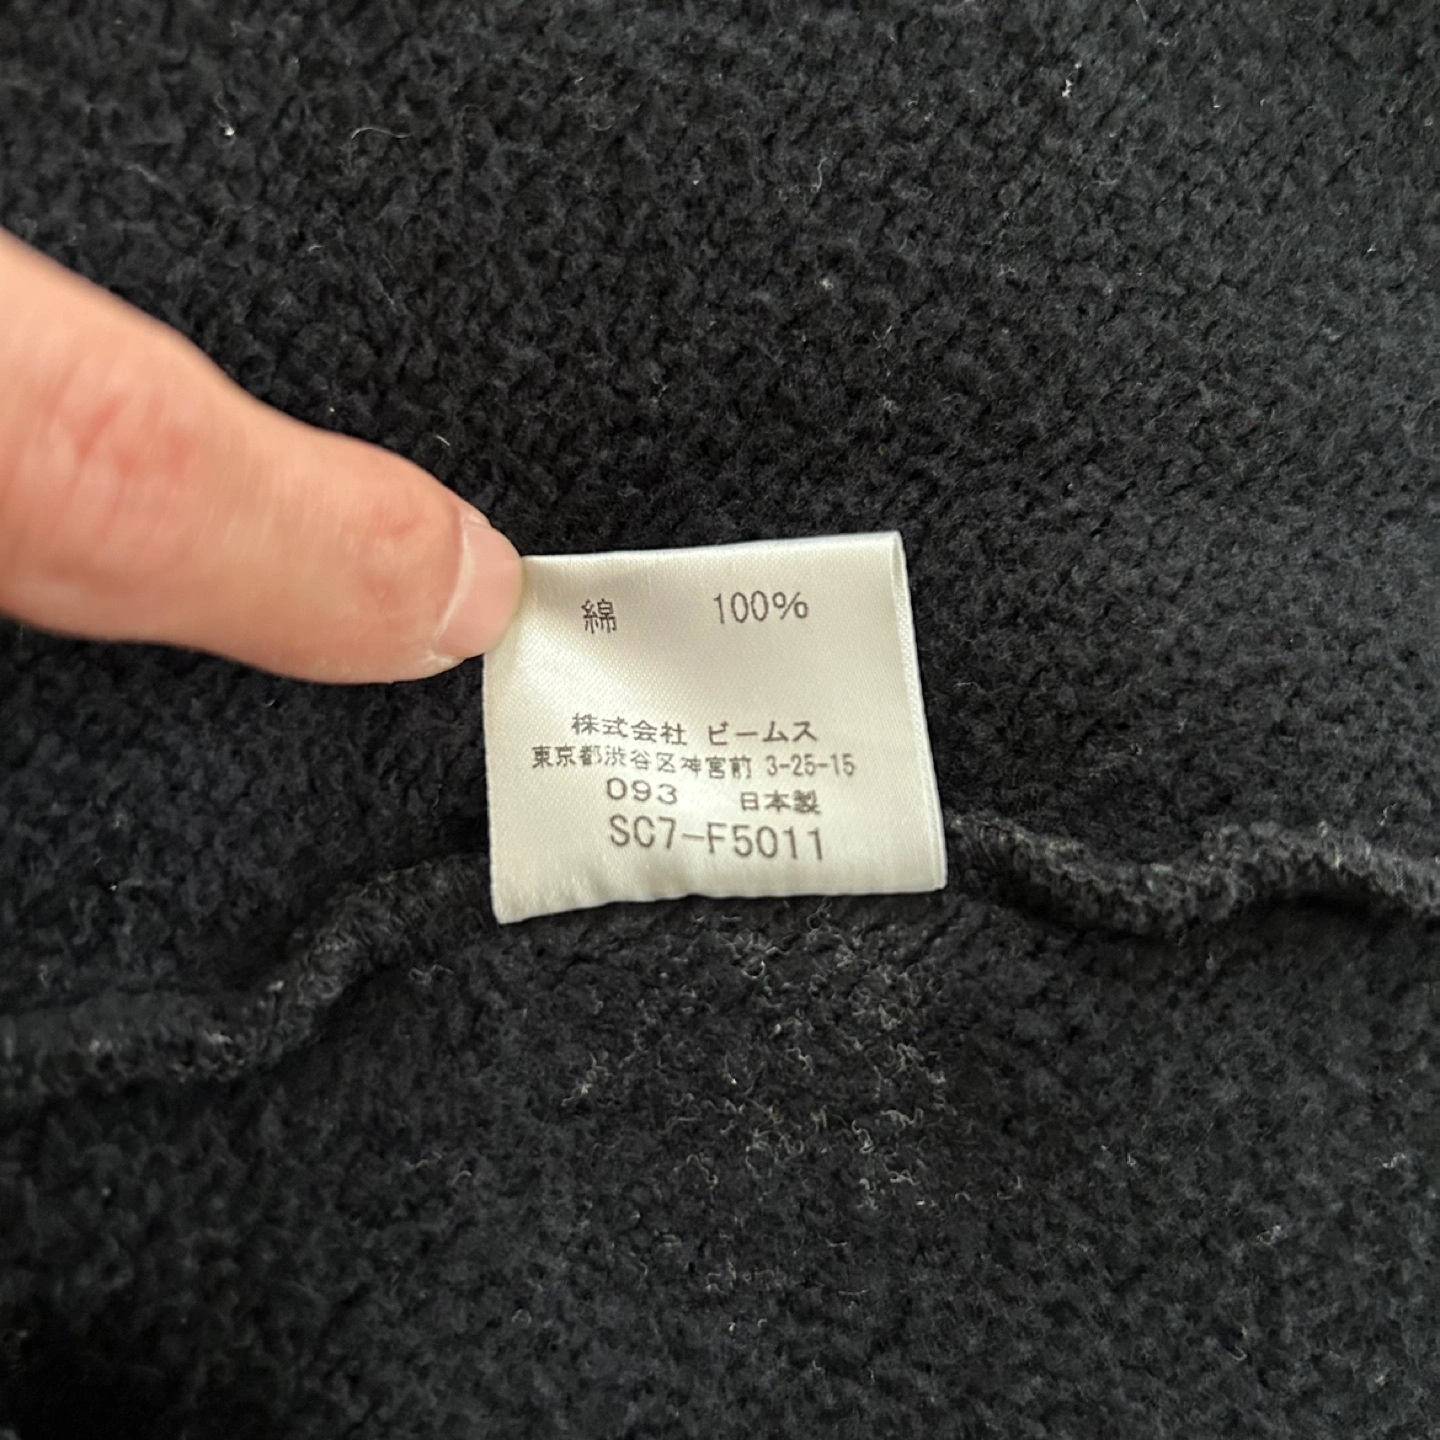 綿 100%
株式会社 ビームス
東京都渋谷区神宮前 3-25-15
093 日本製
SC7-F5011